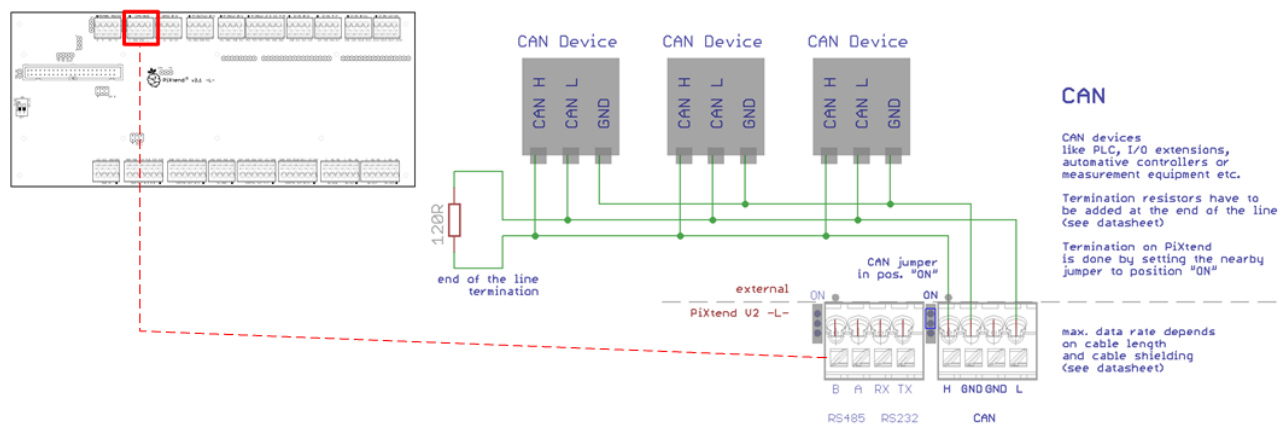 PiXtend® v2.1 -L-
CAN Device
CAN Device
CAN Device
CAN H
CAN L
GND
CAN H
CAN L
GND
CAN H
CAN L
GND
120R
end of the line
termination
CAN jumper
in pos. "ON"
external
PiXtend V2 -L-
ON
ON
B A RX TX
H GND GND L
RS485 RS232
CAN
CAN
CAN devices
like PLC, I/O extensions,
automative controllers or
measurement equipment etc.
Termination resistors have to
be added at the end of the line
(see datasheet)
Termination on PiXtend
is done by setting the nearby
jumper to position "ON"
max. data rate depends
on cable length
and cable shielding
(see datasheet)